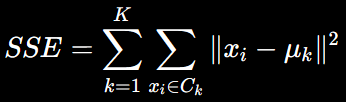 SSE = \sum_{k=1}^{K} \sum_{x_i \in C_k} \|x_i - \mu_k\|^2